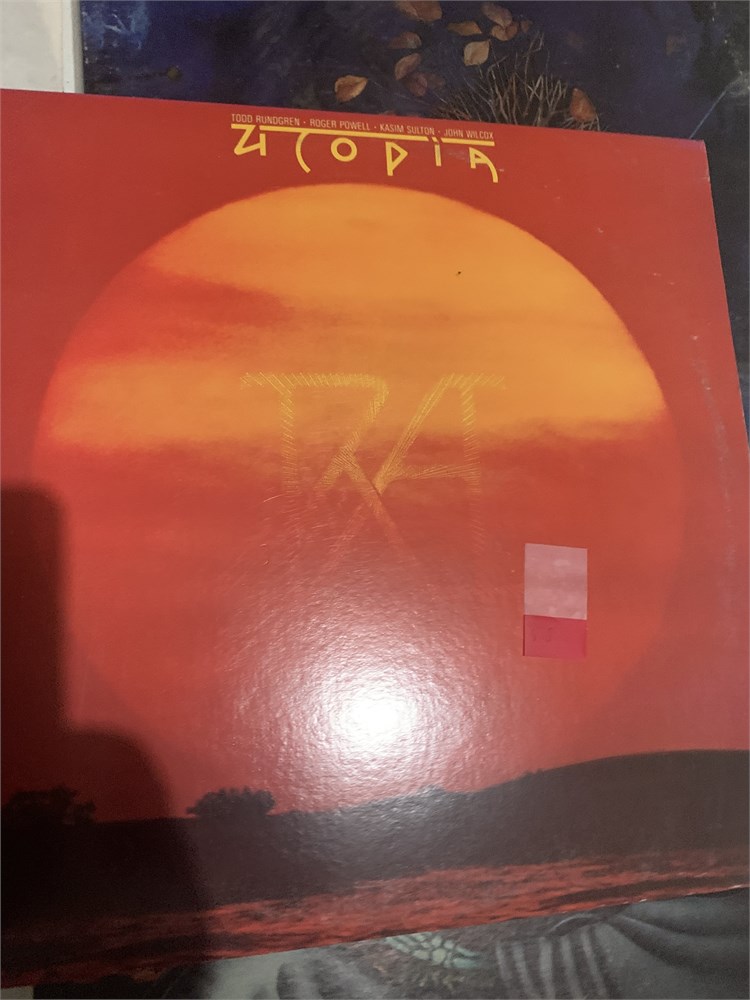 TODD RUNDGREN • ROGER POWELL • KASIM SULTON • JOHN WILCOX
UTOPIA
RA